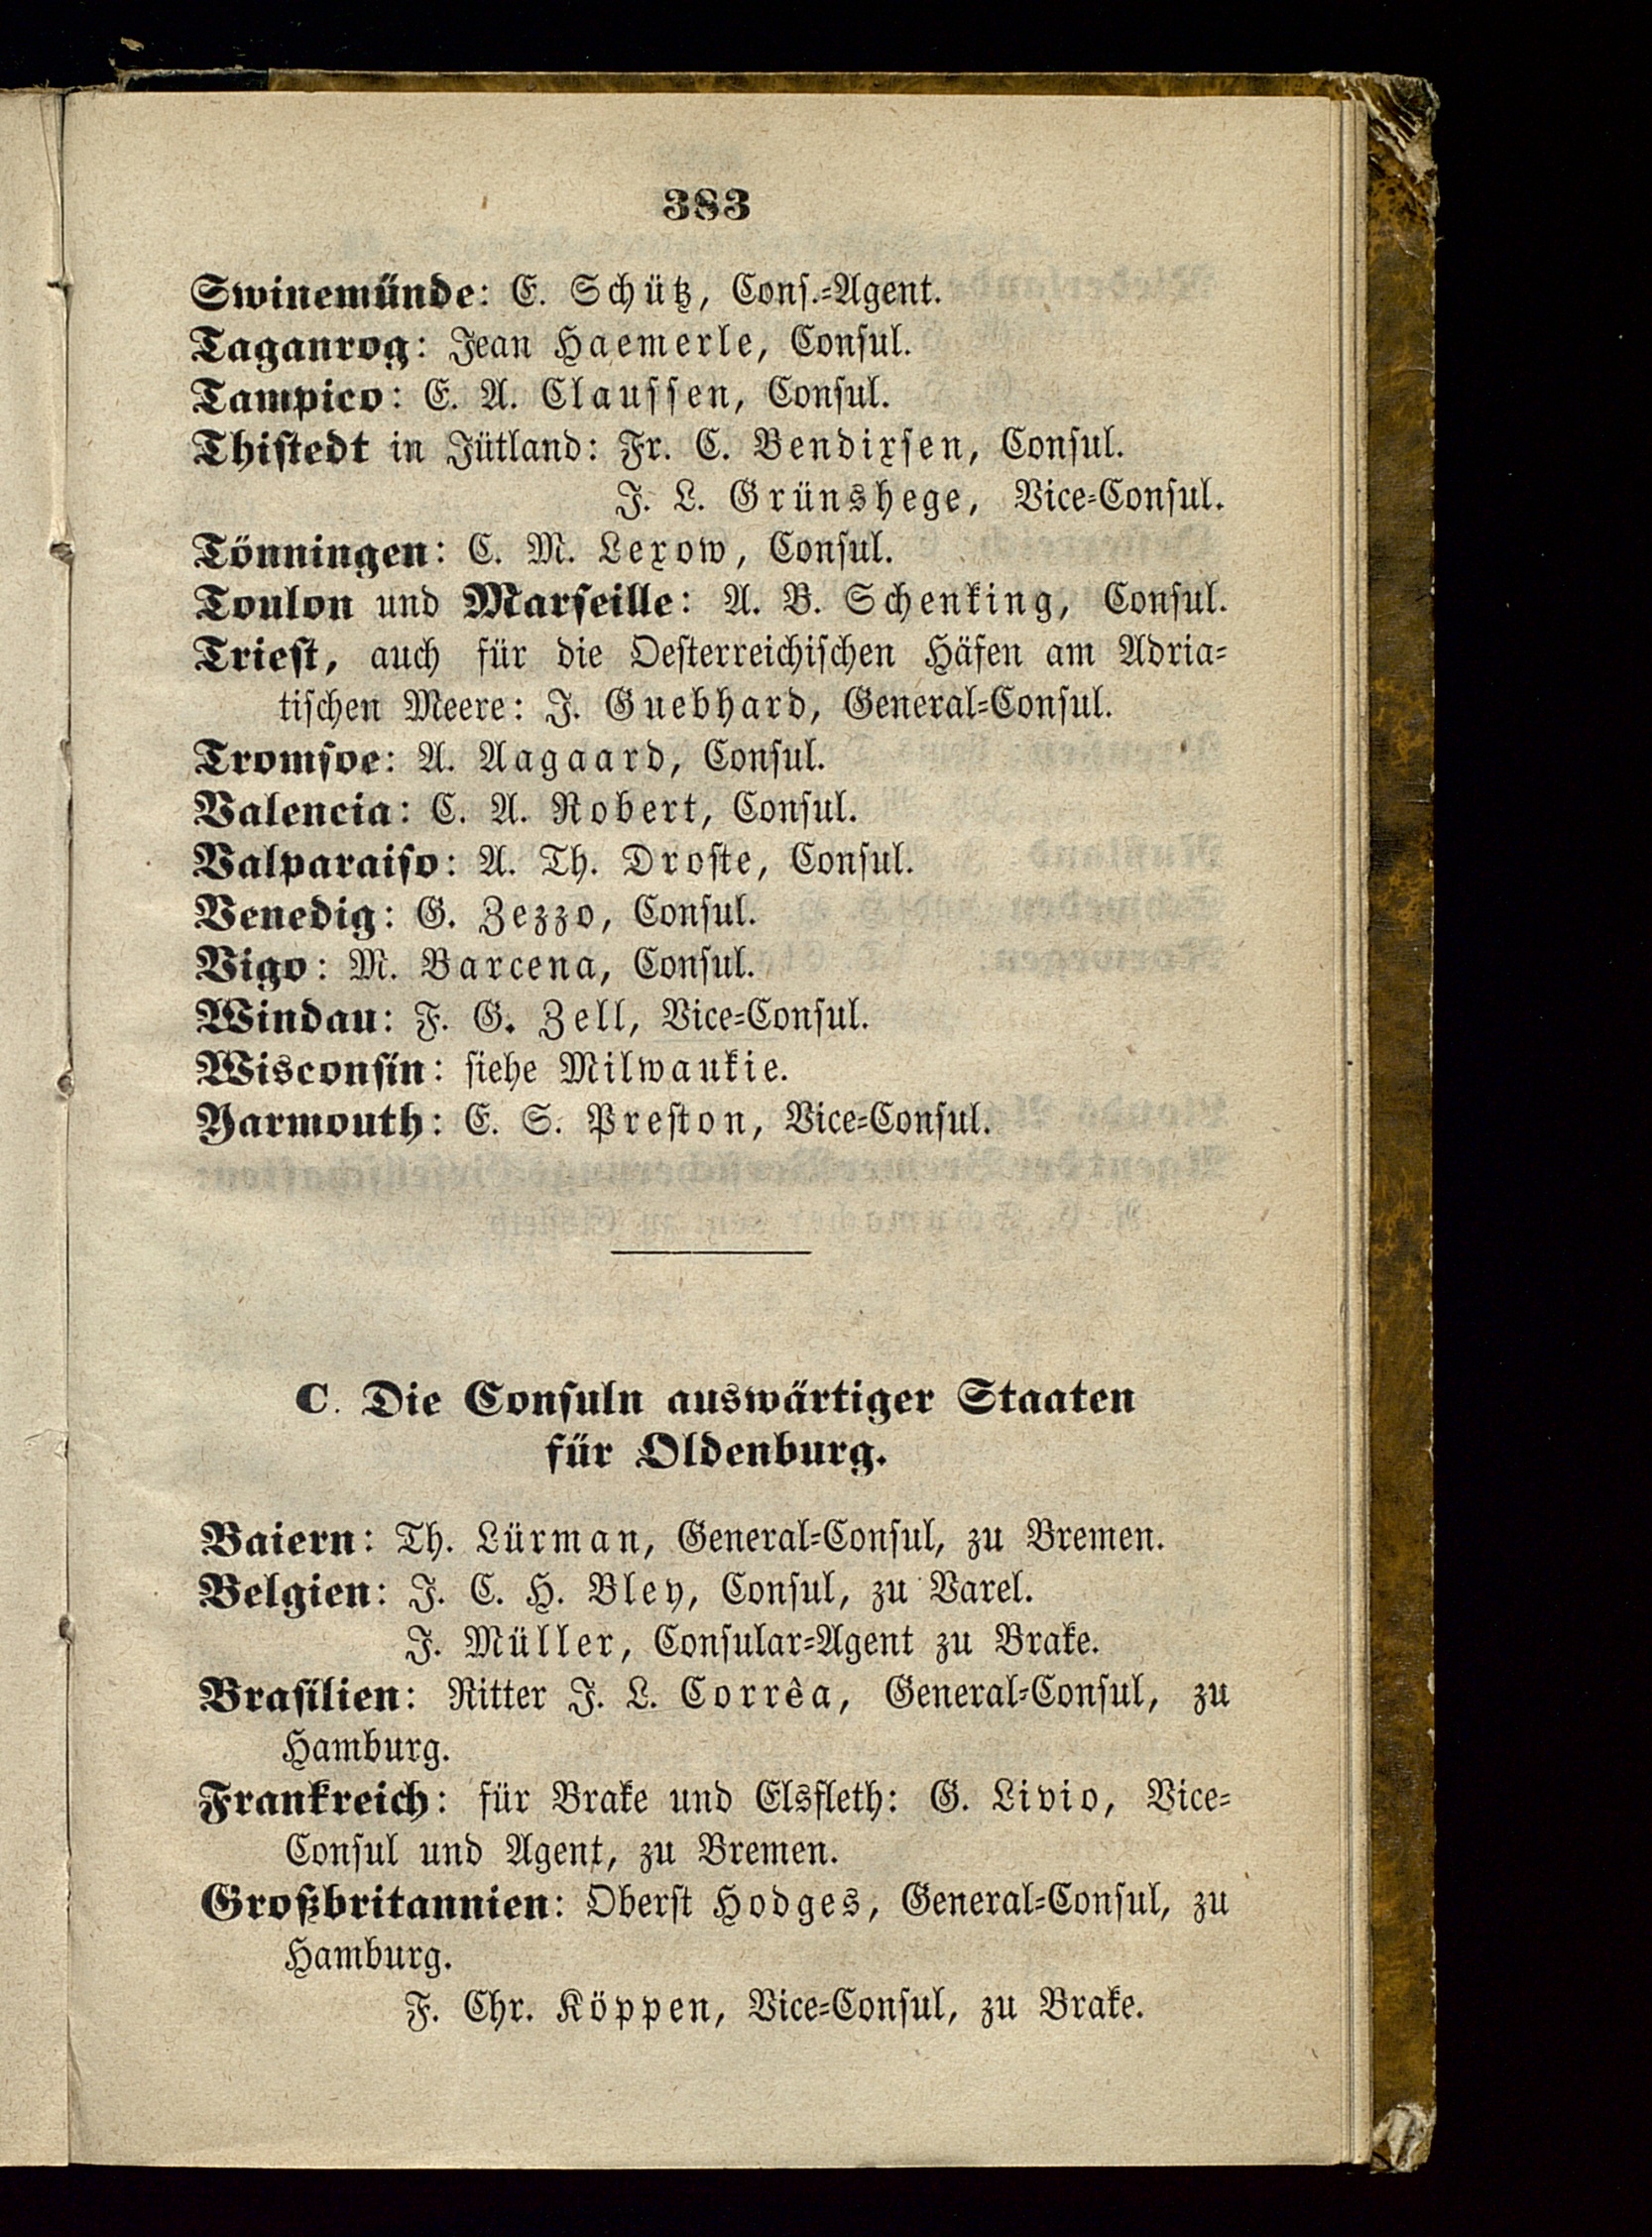 383
Swinemünde: E. Schütz, Cons.-Agent.
Taganrog: Jean Haemerle, Consul.
Tampico: E. A. Claussen, Consul.
Thistedt in Jütland: Fr. C. Bendixsen, Consul.
J. L. Grünshege, Vice-Consul.
Tönningen: C. M. Lexow, Consul.
Toulon und Marseille: A. B. Schenking, Consul.
Triest, auch für die Oesterreichischen Häfen am Adria-
tischen Meere: J. Guebhard, General-Consul.
Tromsoe: A. Aagaard, Consul.
Valencia: C. A. Robert, Consul.
Valparaiso: A. Th. Droste, Consul.
Venedig: G. Zezzo, Consul.
Vigo: M. Barcena, Consul.
Windau: F. G. Zell, Vice-Consul.
Wisconsin: siehe Milwaukie.
Yarmouth: E. S. Preston, Vice-Consul.
C. Die Consuln auswärtiger Staaten
für Oldenburg.
Baiern: Th. Lürman, General-Consul, zu Bremen.
Belgien: J. C. H. Bley, Consul, zu Varel.
J. Müller, Consular-Agent zu Brake.
Brasilien: Ritter J. L. Corrêa, General-Consul, zu
Hamburg.
Frankreich: für Brake und Elsfleth: G. Livio, Vice-
Consul und Agent, zu Bremen.
Großbritannien: Oberst Hodges, General-Consul, zu
Hamburg.
F. Chr. Köppen, Vice-Consul, zu Brake.